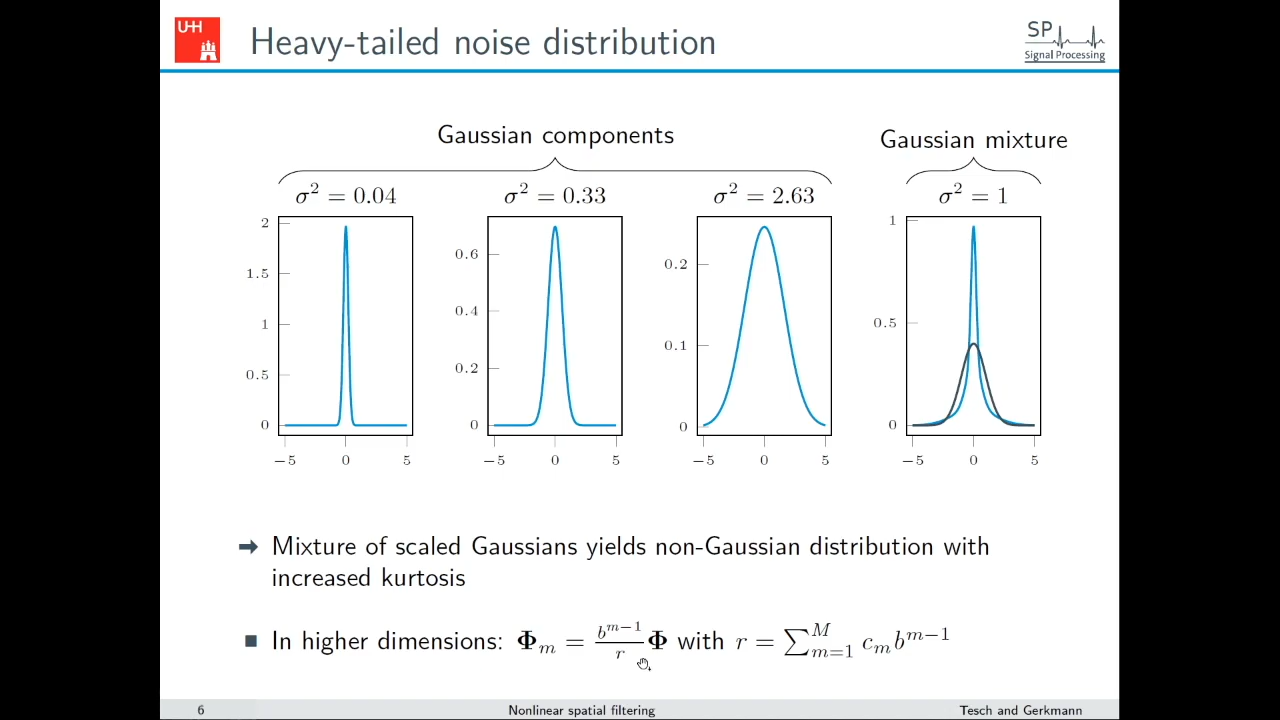 UHH
Heavy-tailed noise distribution
SP
Signal Processing
Gaussian components
Gaussian mixture
σ² = 0.04
σ² = 0.33
σ² = 2.63
σ² = 1
2
1.5
1
0.5
0
−5 0 5
0.6
0.4
0.2
0
−5 0 5
0.2
0.1
0
−5 0 5
1
0.5
0
−5 0 5
➡ Mixture of scaled Gaussians yields non-Gaussian distribution with
increased kurtosis
■ In higher dimensions: Φ_m = \frac{b^{m−1}}{r} Φ with r = ∑_{m=1}^{M} c_m b^{m−1}
6 Nonlinear spatial filtering Tesch and Gerkmann